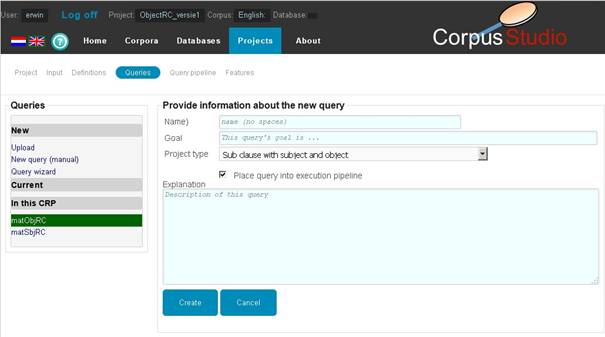 User: erwin Log off Project: ObjectRC_versie1 Corpus: English: Database:
CorpusStudio
Home Corpora Databases Projects About
Project Input Definitions Queries Query pipeline Features
Queries
New
Upload
New query (manual)
Query wizard
Current
In this CRP
matObjRC
matSbjRC
Provide information about the new query
Name) name (no spaces)
Goal This query's goal is ...
Project type Sub clause with subject and object
Place query into execution pipeline
Explanation
Description of this query
Create Cancel